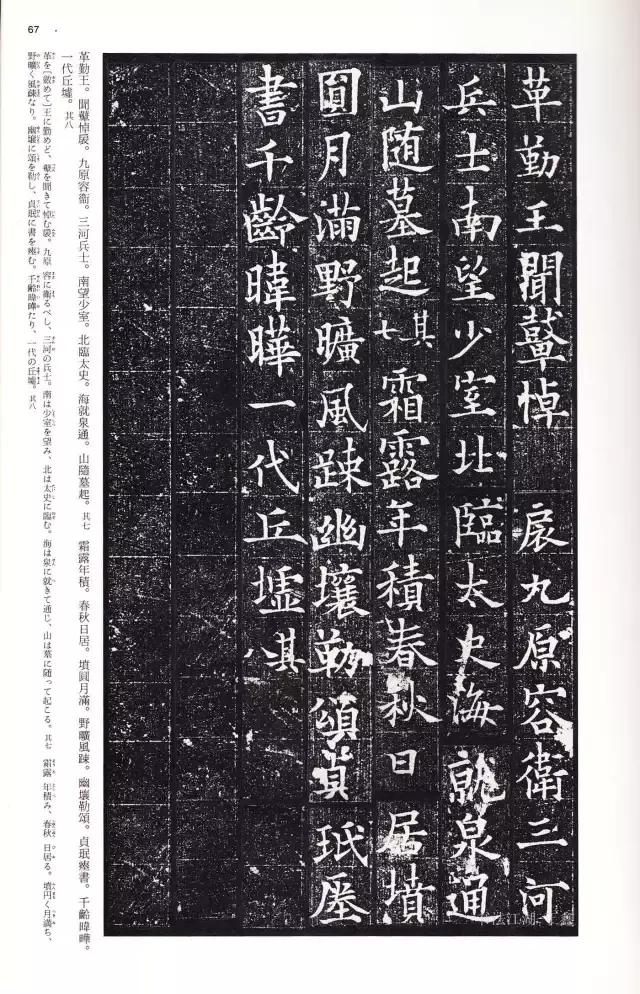 67
革勤王聞鼙悼扆九原容衛三河
兵士南望少室北臨太史海就泉通
山随墓起其七霜露年積春秋日居墳
圓月滿野曠風踈幽壤勒頌貞珉瘞
書千齡暐曄一代丘墟其八
革勤王。聞鼙悼扆。九原容衛。三河兵士。南望少室。北臨太史。海就泉通。山隨墓起。其七 霜露年積。春秋日居。墳圓月滿。野曠風踈。幽壤勒頌。貞珉瘞書。千齡暐曄。
一代丘墟。其八
革を〔斂めて〕王に勤めど、鼙を聞きて悼む扆。九原 容に衛るべし、三河の兵士。南は少室を望み、北は太史に臨む。海は泉に就きて通じ、山は墓に随って起こる。其七 霜露 年積み、春秋 日居る。墳円く月満ち、
野曠く風踈なり。幽壤に頌を勒し、貞珉に書を瘞む。千齢暐曄たり、一代の丘墟。其八